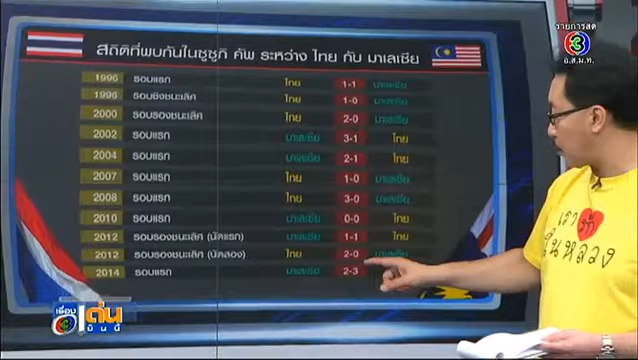 รายการสด
3
อ.ส.ม.ท.
สถิติที่พบกันในซูซูกิ คัพ ระหว่าง ไทย กับ มาเลเซีย
1996 รอบแรก ไทย 1-1 มาเลเซีย
1996 รอบชิงชนะเลิศ ไทย 1-0 มาเลเซีย
2000 รอบรองชนะเลิศ ไทย 2-0 มาเลเซีย
2002 รอบแรก มาเลเซีย 3-1 ไทย
2004 รอบแรก มาเลเซีย 2-1 ไทย
2007 รอบแรก ไทย 1-0 มาเลเซีย
2008 รอบแรก ไทย 3-0 มาเลเซีย
2010 รอบแรก มาเลเซีย 0-0 ไทย
2012 รอบรองชนะเลิศ (นัดแรก) มาเลเซีย 1-1 ไทย
2012 รอบรองชนะเลิศ (นัดสอง) ไทย 2-0 มาเลเซีย
2014 รอบแรก มาเลเซีย 2-3
เรารัก
ในหลวง
เรื่องเด่น
3 เย็นนี้